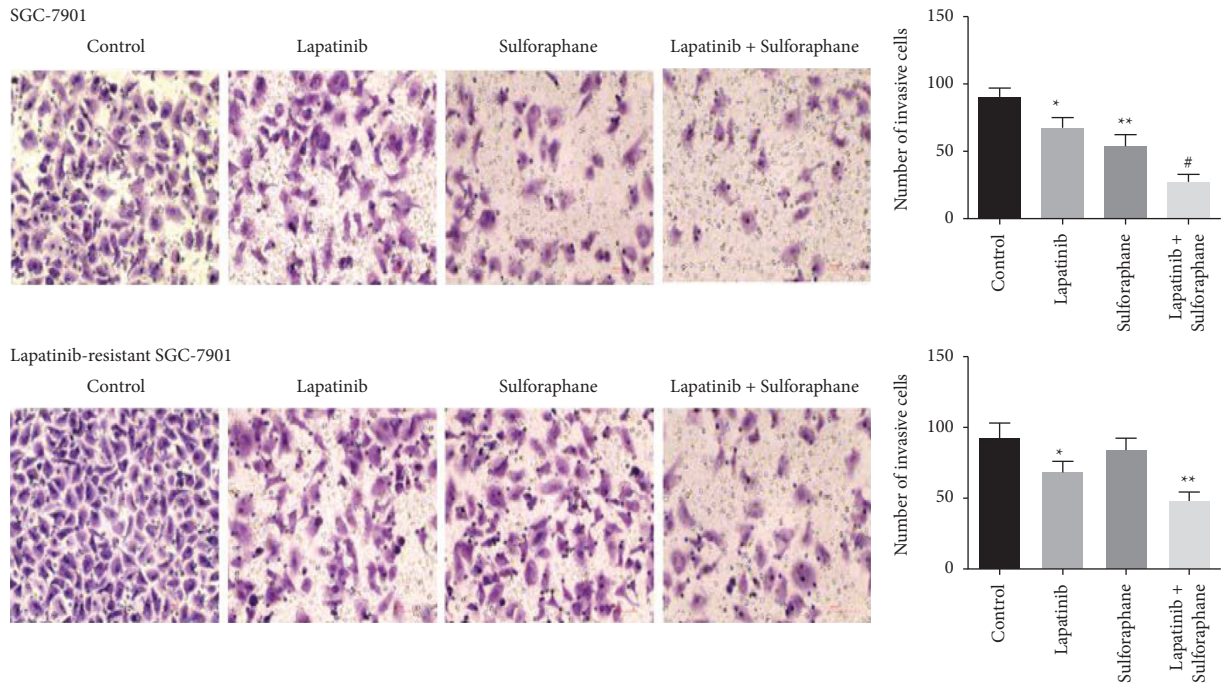 SGC-7901
Control
Lapatinib
Sulforaphane
Lapatinib + Sulforaphane
Number of invasive cells
150
100
50
0
*
**
#
Control
Lapatinib
Sulforaphane
Lapatinib +
Sulforaphane
Lapatinib-resistant SGC-7901
Control
Lapatinib
Sulforaphane
Lapatinib + Sulforaphane
Number of invasive cells
150
100
50
0
*
**
Control
Lapatinib
Sulforaphane
Lapatinib +
Sulforaphane